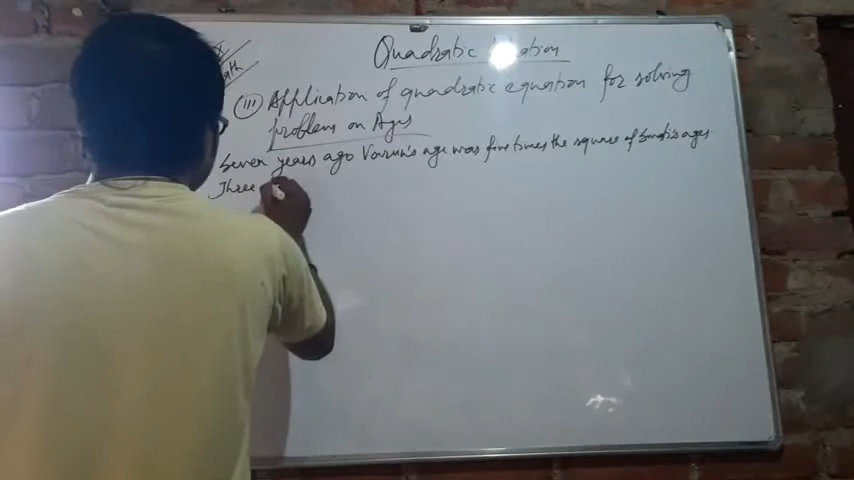 Quadratic
(III) Application of quadratic equation for solving
problem on Ages
Seven years ago Varun's age was five times the square of Swati's ages
Three